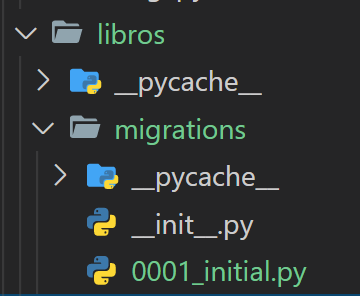 libros
__pycache__
migrations
__pycache__
__init__.py
0001_initial.py